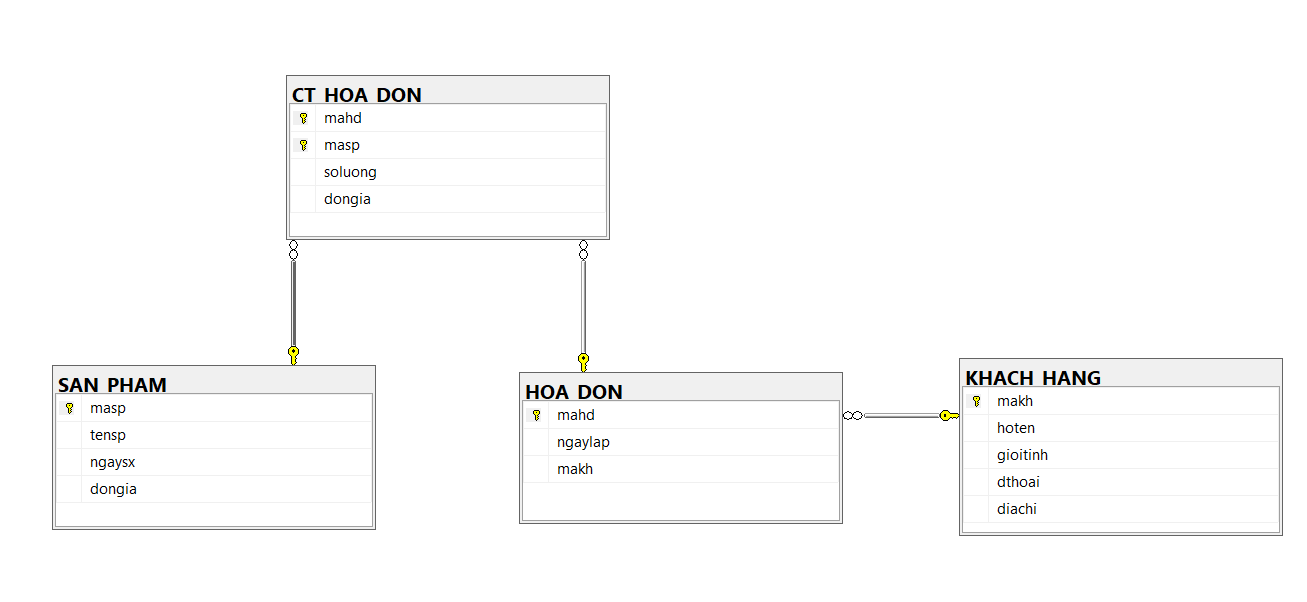 CT_HOA_DON
mahd
masp
soluong
dongia
SAN_PHAM
masp
tensp
ngaysx
dongia
HOA_DON
mahd
ngaylap
makh
KHACH_HANG
makh
hoten
gioitinh
dthoai
diachi